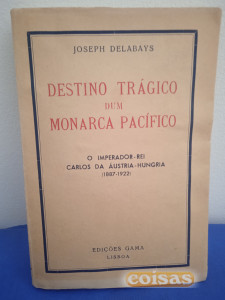 JOSEPH DELABAYS
DESTINO TRÁGICO
DUM
MONARCA PACÍFICO
O IMPERADOR-REI
CARLOS DA ÁUSTRIA-HUNGRIA
(1887-1922)
EDIÇÕES GAMA
LISBOA
coisas